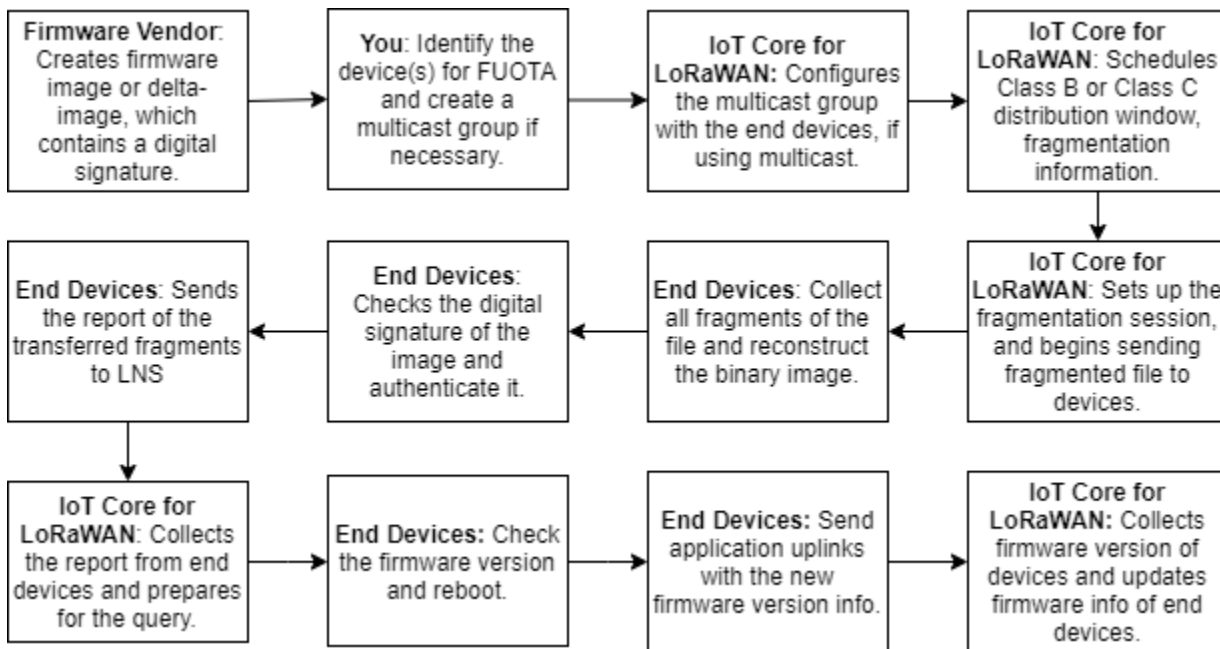 Firmware Vendor:
Creates firmware
image or delta-
image, which
contains a digital
signature.
You: Identify the
device(s) for FUOTA
and create a
multicast group if
necessary.
IoT Core for
LoRaWAN: Configures
the multicast group
with the end devices, if
using multicast.
IoT Core for
LoRaWAN: Schedules
Class B or Class C
distribution window,
fragmentation
information.
IoT Core for
LoRaWAN: Sets up the
fragmentation session,
and begins sending
fragmented file to
devices.
End Devices: Collect
all fragments of the
file and reconstruct
the binary image.
End Devices:
Checks the digital
signature of the
image and
authenticate it.
End Devices: Sends
the report of the
transferred fragments
to LNS
IoT Core for
LoRaWAN: Collects
the report from end
devices and prepares
for the query.
End Devices: Check
the firmware version
and reboot.
End Devices: Send
application uplinks
with the new
firmware version info.
IoT Core for
LoRaWAN: Collects
firmware version of
devices and updates
firmware info of end
devices.